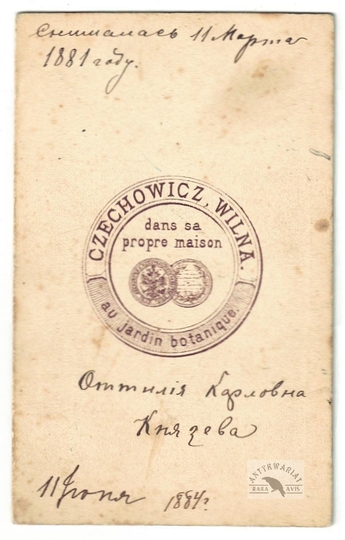 Снималась 11 Марта
1881 году.
CZECHOWICZ, WILNA.
dans sa
propre maison
au jardin botanique.
Оттилія Карловна
Князева
11 Іюня 1884 г.
ANTYKWARIAT
RARA AVIS